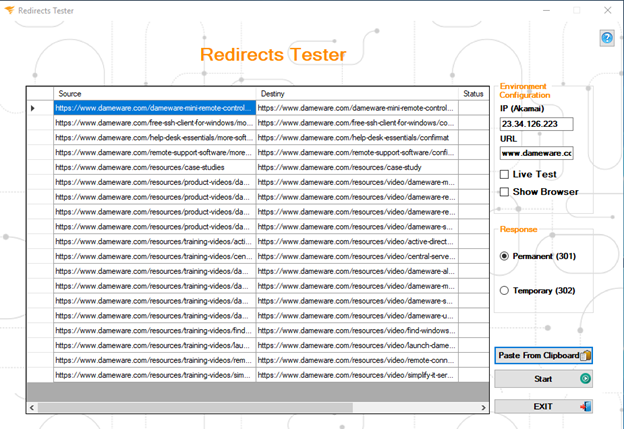 Redirects Tester
Redirects Tester
Source Destiny Status
https://www.dameware.com/dameware-mini-remote-control... https://www.dameware.com/dameware-mini-remote-control...
https://www.dameware.com/free-ssh-client-for-windows/mo... https://www.dameware.com/free-ssh-client-for-windows/co...
https://www.dameware.com/help-desk-essentials/more-soft... https://www.dameware.com/help-desk-essentials/confirmat
https://www.dameware.com/remote-support-software/more... https://www.dameware.com/remote-support-software/confi...
https://www.dameware.com/resources/case-studies https://www.dameware.com/resources/case-study
https://www.dameware.com/resources/product-videos/da... https://www.dameware.com/resources/video/dameware-m...
https://www.dameware.com/resources/product-videos/da... https://www.dameware.com/resources/video/dameware-re...
https://www.dameware.com/resources/product-videos/da... https://www.dameware.com/resources/video/dameware-re...
https://www.dameware.com/resources/product-videos/da... https://www.dameware.com/resources/video/dameware-s...
https://www.dameware.com/resources/training-videos/acti... https://www.dameware.com/resources/video/active-direct...
https://www.dameware.com/resources/training-videos/cen... https://www.dameware.com/resources/video/central-serve...
https://www.dameware.com/resources/training-videos/da... https://www.dameware.com/resources/video/dameware-al...
https://www.dameware.com/resources/training-videos/da... https://www.dameware.com/resources/video/dameware-m...
https://www.dameware.com/resources/training-videos/da... https://www.dameware.com/resources/video/dameware-s...
https://www.dameware.com/resources/training-videos/da... https://www.dameware.com/resources/video/dameware-u...
https://www.dameware.com/resources/training-videos/find... https://www.dameware.com/resources/video/find-windows...
https://www.dameware.com/resources/training-videos/lau... https://www.dameware.com/resources/video/launch-dame...
https://www.dameware.com/resources/training-videos/rem... https://www.dameware.com/resources/video/remote-conn...
https://www.dameware.com/resources/training-videos/sim... https://www.dameware.com/resources/video/simplify-it-ser...
Environment
Configuration
IP (Akamai)
23.34.126.223
URL
www.dameware.cc
Live Test
Show Browser
Response
Permanent (301)
Temporary (302)
Paste From Clipboard
Start
EXIT